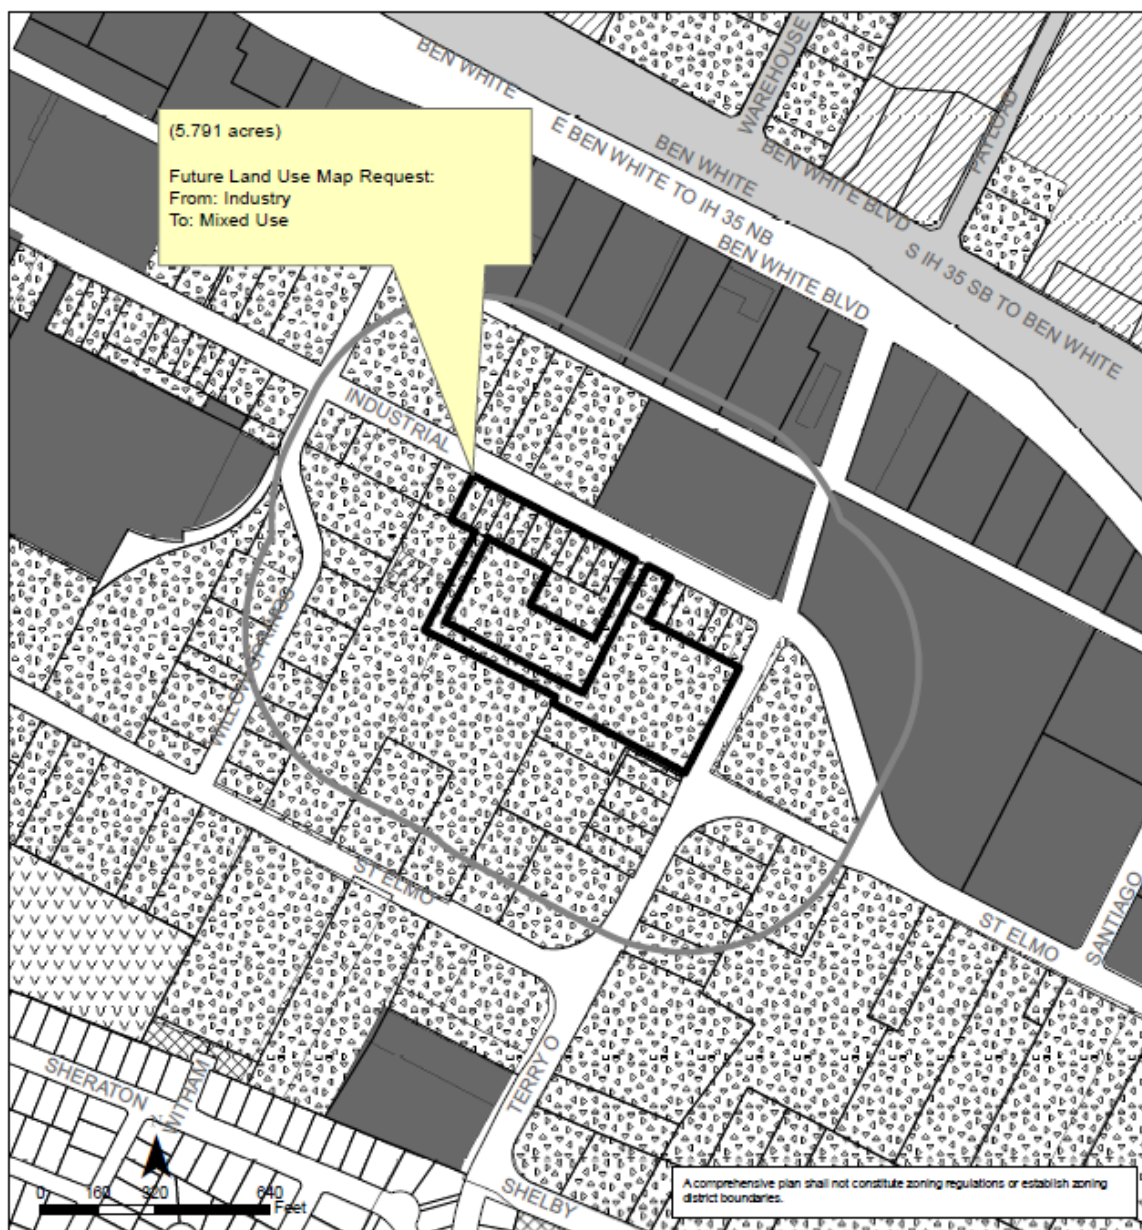 BEN WHITE
WAREHOUSE
(5.791 acres)
Future Land Use Map Request:
From: Industry
To: Mixed Use
PAYLOAD
E BEN WHITE TO IH 35 NB
BEN WHITE
BEN WHITE BLVD
BEN WHITE BLVD
S IH 35 SB TO BEN WHITE
INDUSTRIAL
WILLOW SPRINGS
ST ELMO
ST ELMO
SANTIAGO
TERRY O
SHERATON
WITHAM
SHELBY
0 160 320 640
Feet
A comprehensive plan shall not constitute zoning regulations or establish zoning
district boundaries.